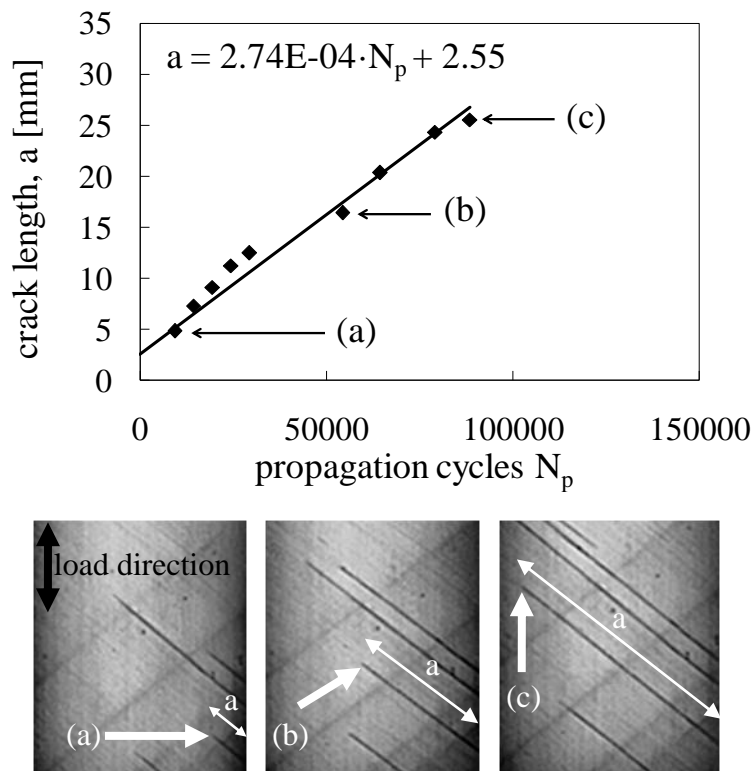 a = 2.74E-04·Np + 2.55
35
30
25
20
15
10
5
0
crack length, a [mm]
(c)
(b)
(a)
0 50000 100000 150000
propagation cycles Np
load direction
a
(a)
a
(b)
a
(c)